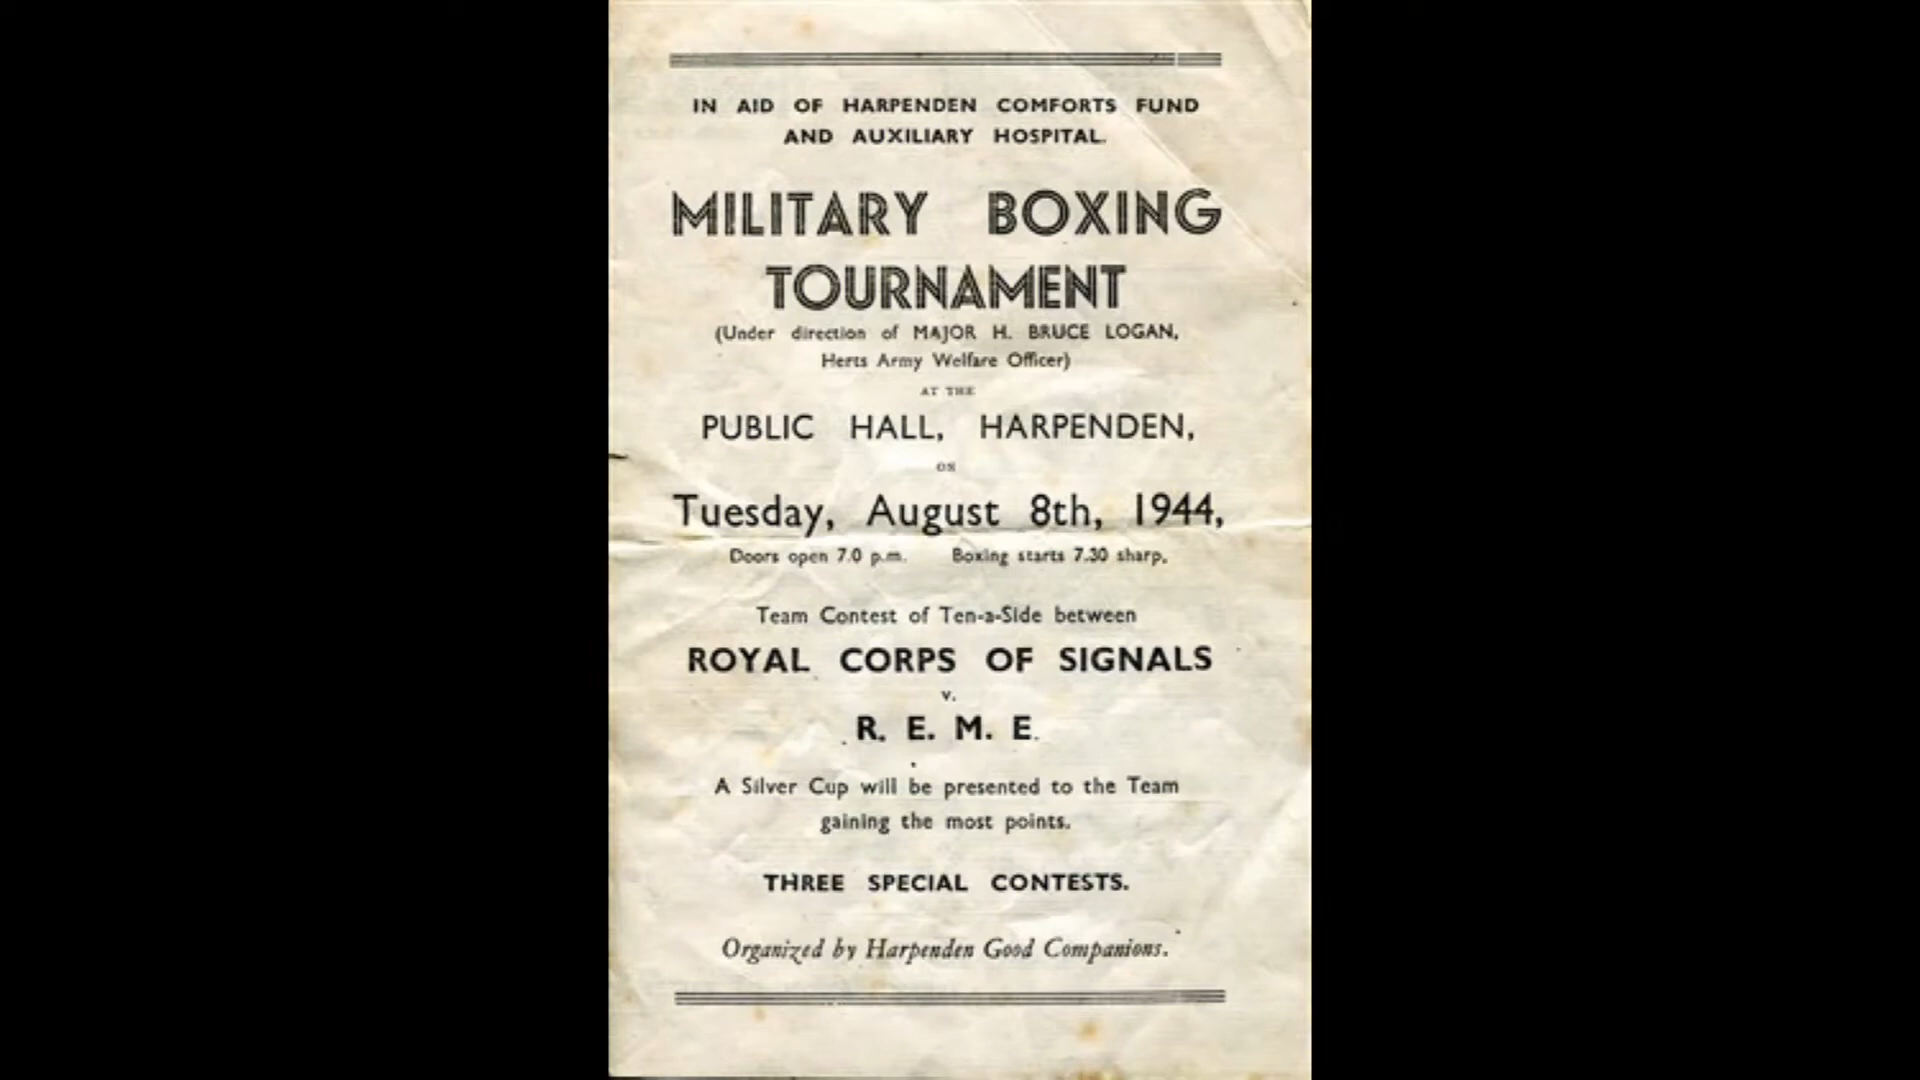 IN AID OF HARPENDEN COMFORTS FUND
AND AUXILIARY HOSPITAL.
MILITARY BOXING
TOURNAMENT
(Under direction of MAJOR H. BRUCE LOGAN,
Herts Army Welfare Officer)
AT THE
PUBLIC HALL, HARPENDEN,
ON
Tuesday, August 8th, 1944,
Doors open 7.0 p.m. Boxing starts 7.30 sharp.
Team Contest of Ten-a-Side between
ROYAL CORPS OF SIGNALS
v.
R. E. M. E.
A Silver Cup will be presented to the Team
gaining the most points.
THREE SPECIAL CONTESTS.
Organized by Harpenden Good Companions.